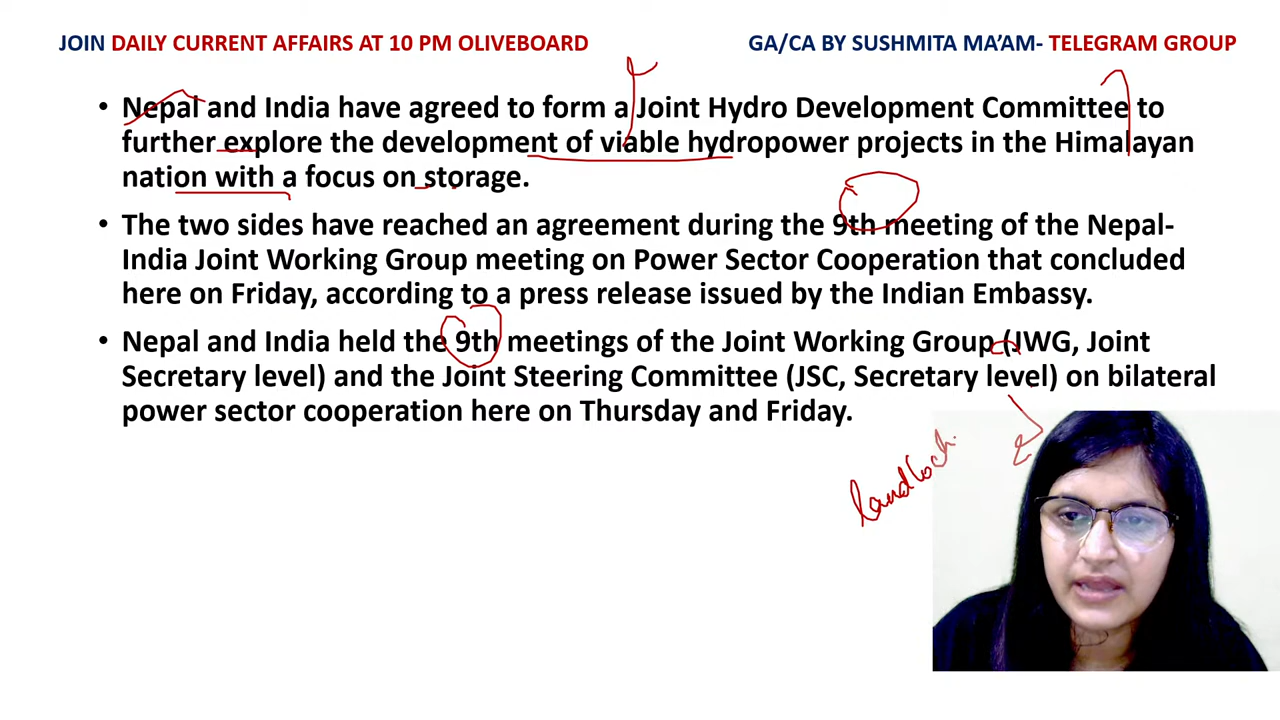 JOIN DAILY CURRENT AFFAIRS AT 10 PM OLIVEBOARD
GA/CA BY SUSHMITA MA’AM- TELEGRAM GROUP
• Nepal and India have agreed to form a Joint Hydro Development Committee to
further explore the development of viable hydropower projects in the Himalayan
nation with a focus on storage.
• The two sides have reached an agreement during the 9th meeting of the Nepal-
India Joint Working Group meeting on Power Sector Cooperation that concluded
here on Friday, according to a press release issued by the Indian Embassy.
• Nepal and India held the 9th meetings of the Joint Working Group (JWG, Joint
Secretary level) and the Joint Steering Committee (JSC, Secretary level) on bilateral
power sector cooperation here on Thursday and Friday.